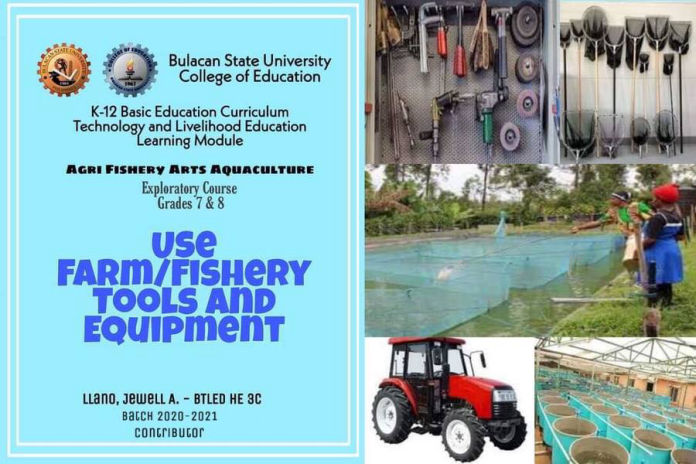 Bulacan State University
College of Education
K-12 Basic Education Curriculum
Technology and Livelihood Education
Learning Module
Agri Fishery Arts Aquaculture
Exploratory Course
Grades 7 & 8
Use
Farm/Fishery
Tools and
Equipment
Llano, Jewell A. - BTLED HE 3C
Batch 2020-2021
Contributor